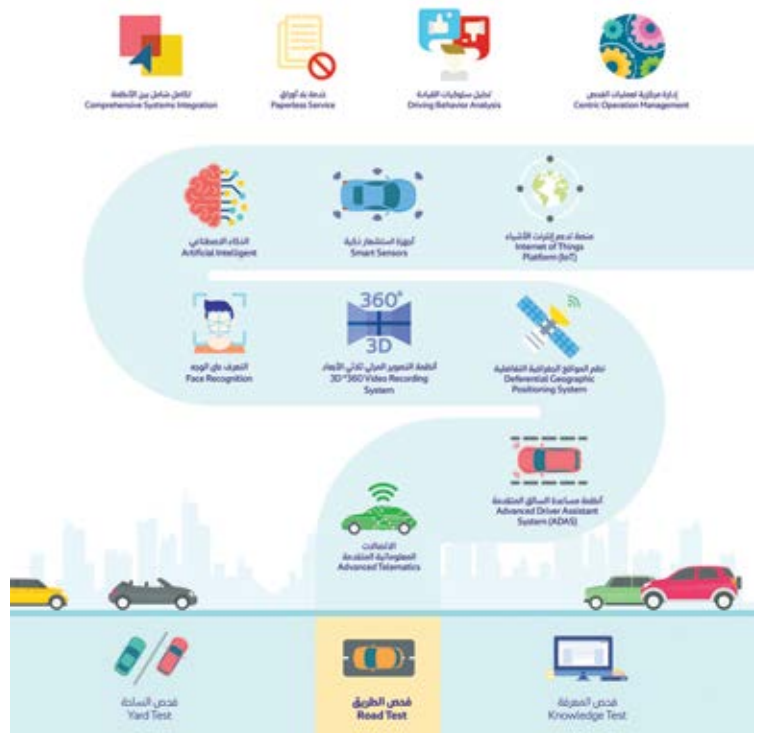 تكامل شامل بين الأنظمة
Comprehensive Systems Integration
خدمة بلا أوراق
Paperless Service
تحليل سلوكيات القيادة
Driving Behavior Analysis
إدارة مركزية لعمليات الفحص
Centric Operation Management
الذكاء الاصطناعي
Artificial Intelligent
أجهزة استشعار ذكية
Smart Sensors
منصة لدعم إنترنت الأشياء
Internet of Things
Platform (IoT)
التعرف على الوجه
Face Recognition
360°
3D
أنظمة التصوير المرئي ثلاثي الأبعاد
3D °360 Video Recording
System
نظم المواقع الجغرافية التفاضلية
Deferential Geographic
Positioning System
أنظمة مساعدة السائق المتقدمة
Advanced Driver Assistant
System (ADAS)
الاتصالات
المعلوماتية المتقدمة
Advanced Telematics
فحص الساحة
Yard Test
فحص الطريق
Road Test
فحص المعرفة
Knowledge Test